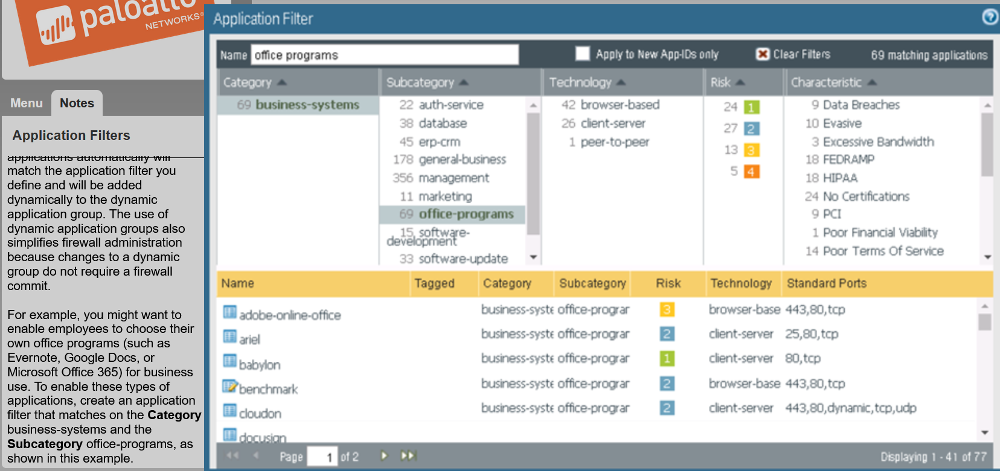 paloalto
NETWORKS®
Menu
Notes
Application Filters
applications automatically will
match the application filter you
define and will be added
dynamically to the dynamic
application group. The use of
dynamic application groups also
simplifies firewall administration
because changes to a dynamic
group do not require a firewall
commit.
For example, you might want to
enable employees to choose their
own office programs (such as
Evernote, Google Docs, or
Microsoft Office 365) for business
use. To enable these types of
applications, create an application
filter that matches on the Category
business-systems and the
Subcategory office-programs, as
shown in this example.
Application Filter
?
Name office programs Apply to New App-IDs only Clear Filters 69 matching applications
Category
69 business-systems
Subcategory
22 auth-service
38 database
45 erp-crm
178 general-business
356 management
11 marketing
69 office-programs
15 software-
development
33 software-update
Technology
42 browser-based
26 client-server
1 peer-to-peer
Risk
24 1
27 2
13 3
5 4
Characteristic
9 Data Breaches
10 Evasive
3 Excessive Bandwidth
18 FEDRAMP
18 HIPAA
24 No Certifications
9 PCI
1 Poor Financial Viability
14 Poor Terms Of Service
Name Tagged Category Subcategory Risk Technology Standard Ports
adobe-online-office business-syste office-prograr 3 browser-base 443,80,tcp
ariel business-syste office-prograr 2 client-server 25,80,tcp
babylon business-syste office-prograr 1 client-server 80,tcp
benchmark business-syste office-prograr 2 browser-base 443,80,tcp
cloudon business-syste office-prograr 2 client-server 443,80,dynamic,tcp,udp
docusign
Page 1 of 2 Displaying 1 - 41 of 77